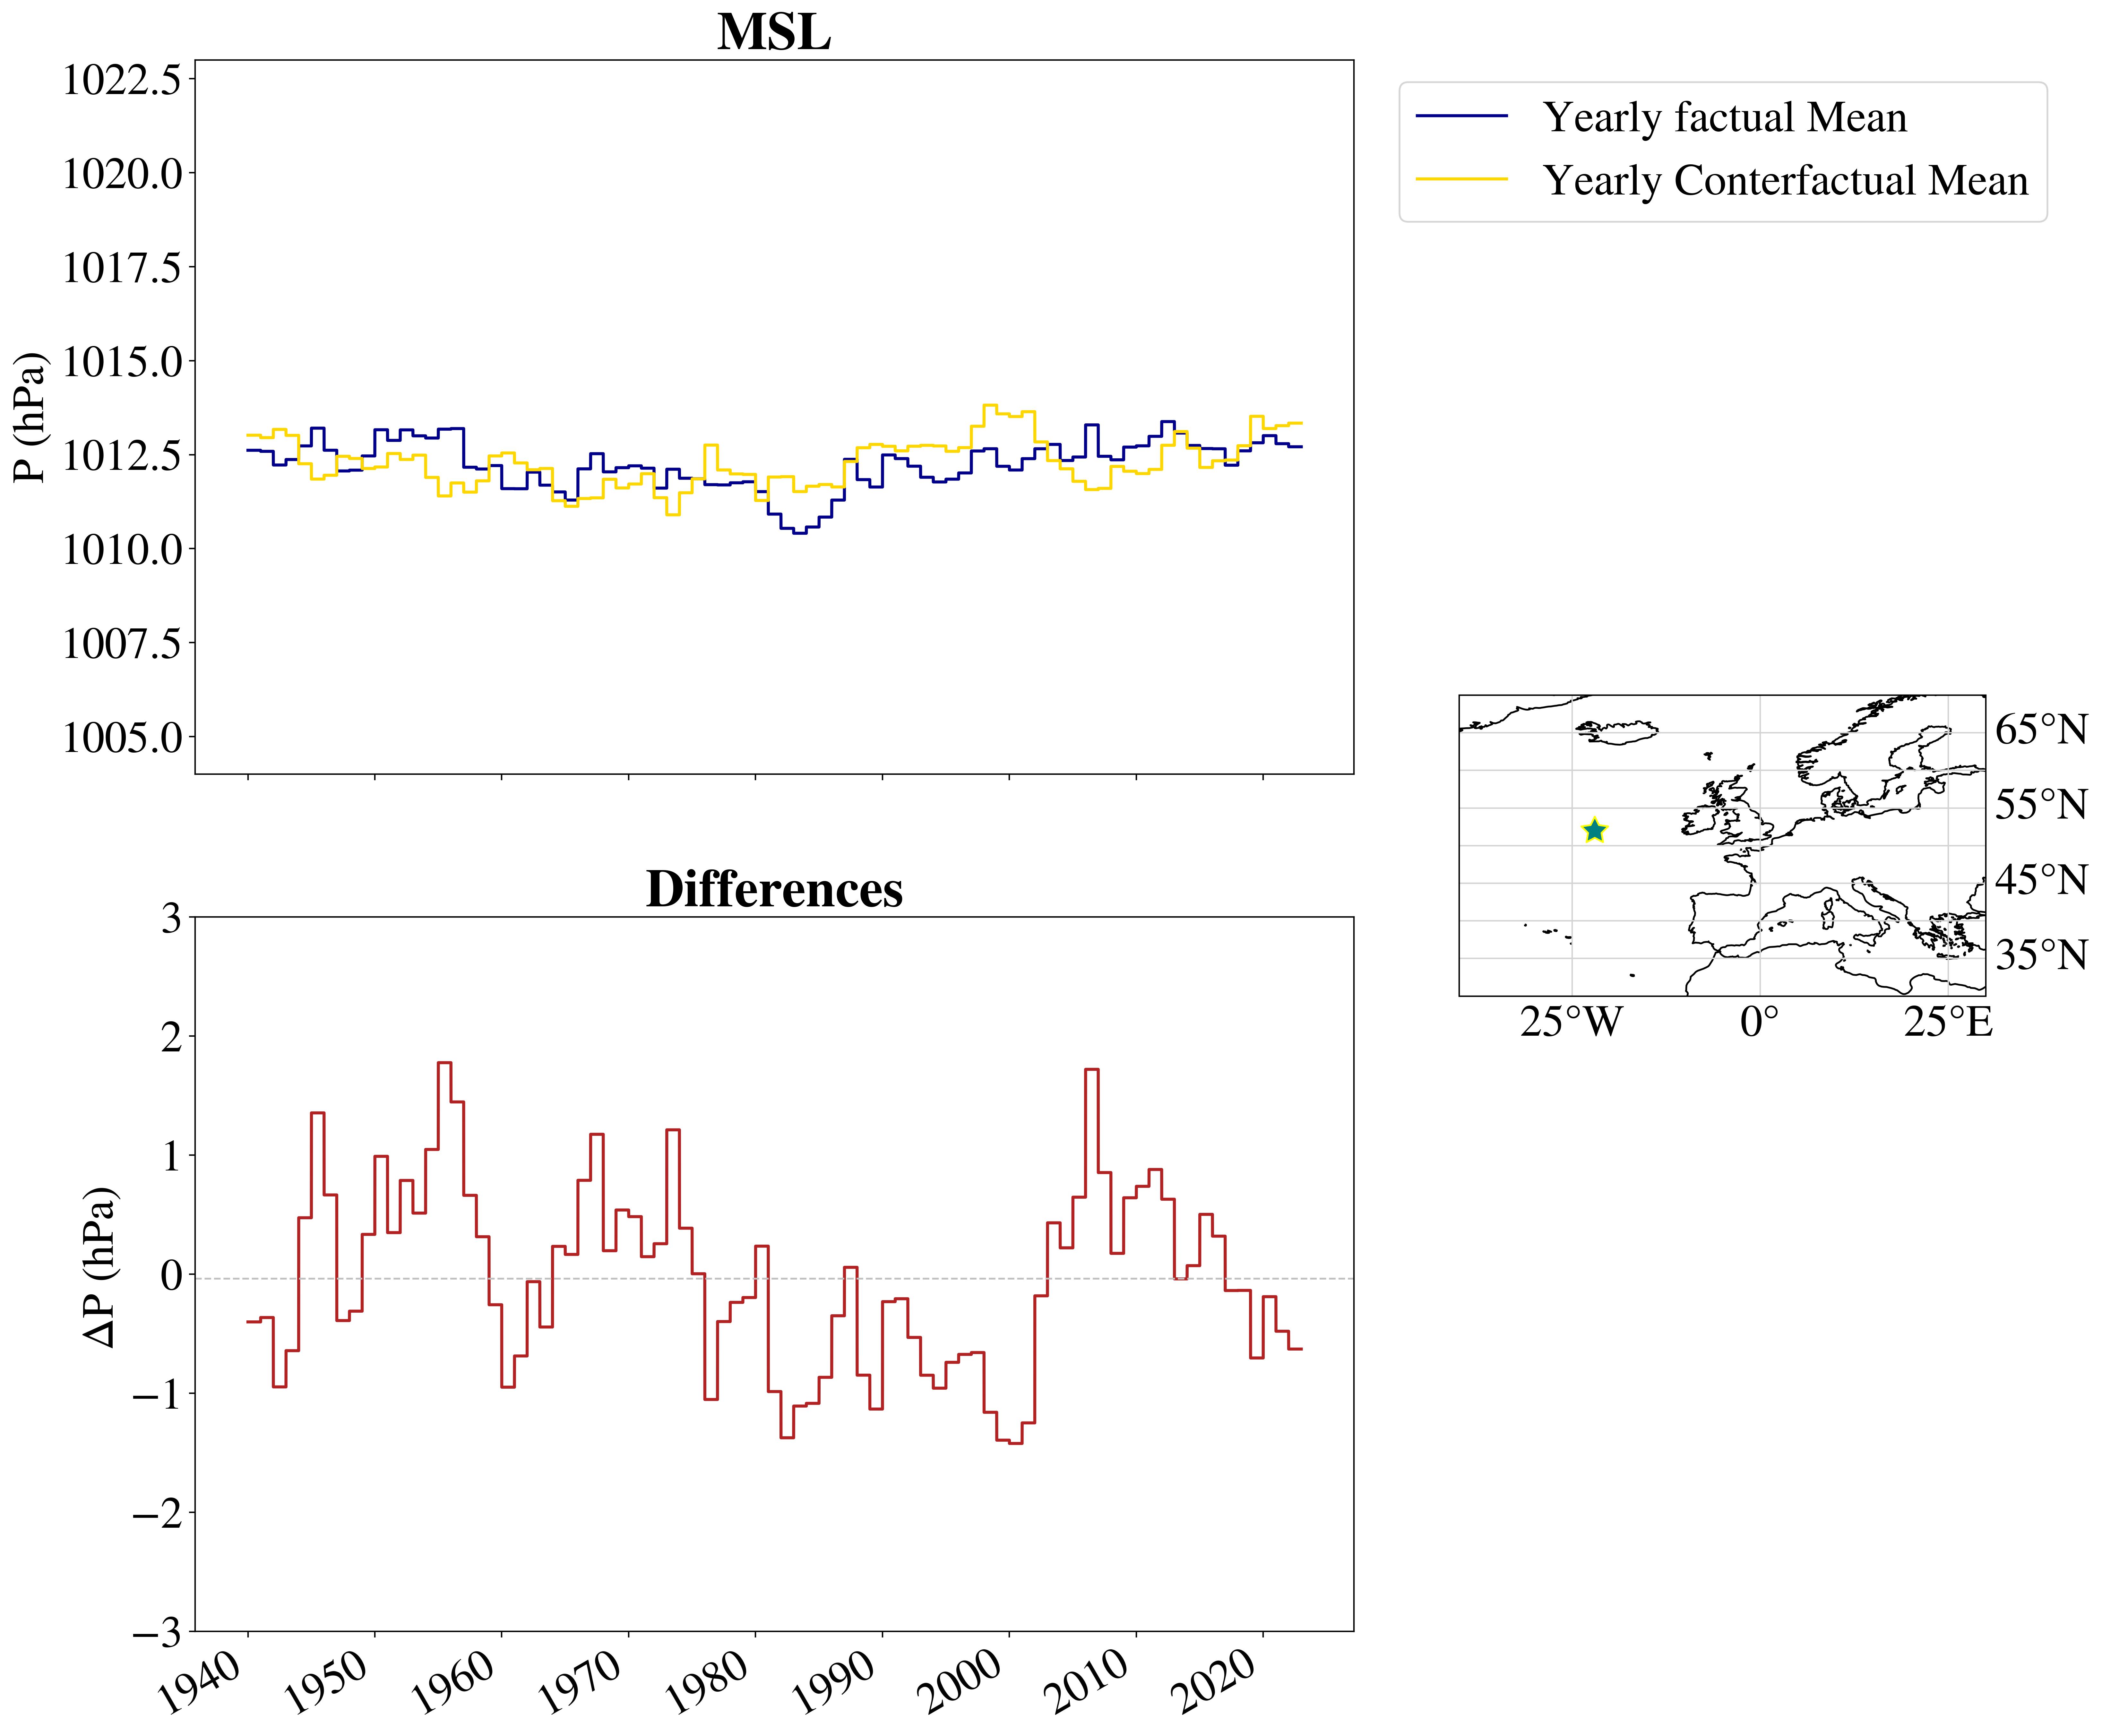 MSL
1022.5
1020.0
1017.5
1015.0
1012.5
1010.0
1007.5
1005.0
P (hPa)
Yearly factual Mean
Yearly Conterfactual Mean
65°N
55°N
45°N
35°N
25°W 0° 25°E
Differences
3
2
1
0
−1
−2
−3
ΔP (hPa)
1940 1950 1960 1970 1980 1990 2000 2010 2020